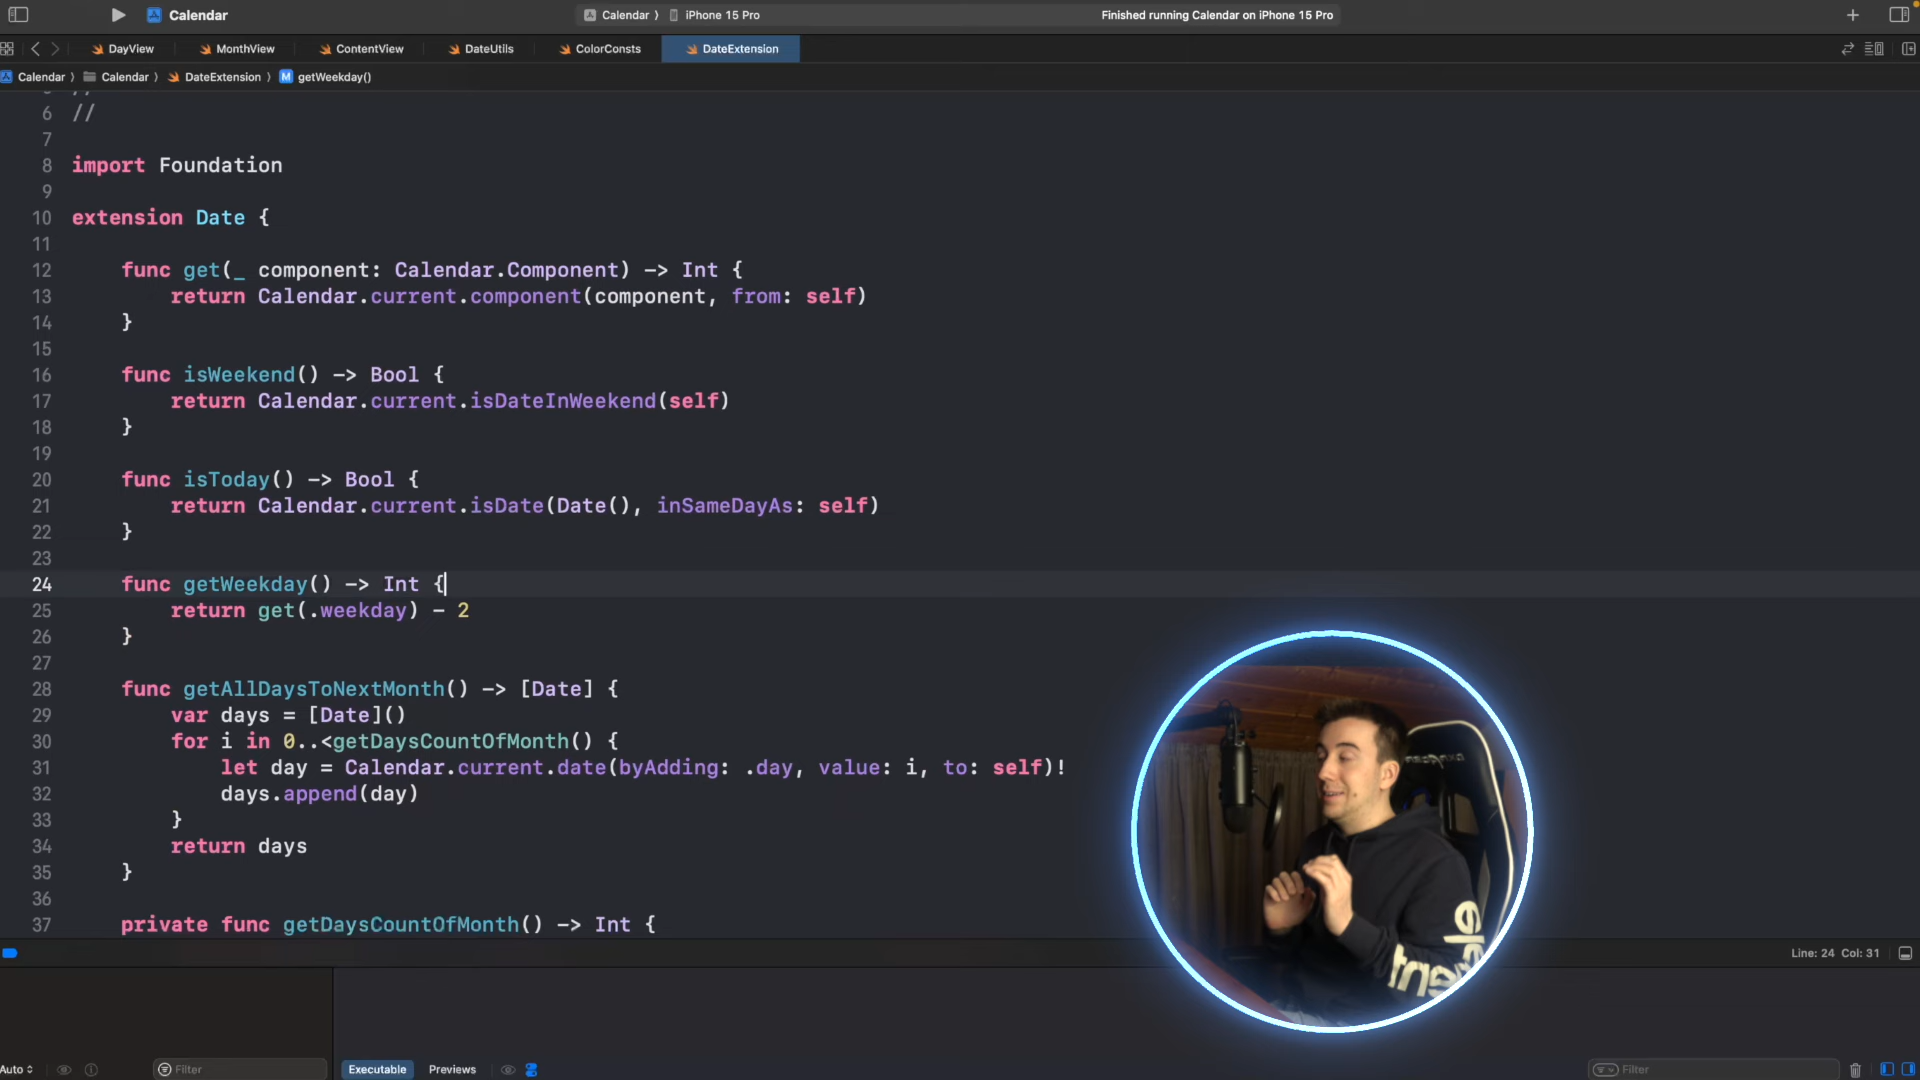 Calendar
Calendar ⟩ iPhone 15 Pro
Finished running Calendar on iPhone 15 Pro
DayView MonthView ContentView DateUtils ColorConsts DateExtension
Calendar ⟩ Calendar ⟩ DateExtension ⟩ M getWeekday()
6 //
7
8 import Foundation
9
10 extension Date {
11
12 func get(_ component: Calendar.Component) -> Int {
13 return Calendar.current.component(component, from: self)
14 }
15
16 func isWeekend() -> Bool {
17 return Calendar.current.isDateInWeekend(self)
18 }
19
20 func isToday() -> Bool {
21 return Calendar.current.isDate(Date(), inSameDayAs: self)
22 }
23
24 func getWeekday() -> Int {
25 return get(.weekday) - 2
26 }
27
28 func getAllDaysToNextMonth() -> [Date] {
29 var days = [Date]()
30 for i in 0..<getDaysCountOfMonth() {
31 let day = Calendar.current.date(byAdding: .day, value: i, to: self)!
32 days.append(day)
33 }
34 return days
35 }
36
37 private func getDaysCountOfMonth() -> Int {
Line: 24 Col: 31
Auto
Filter
Executable Previews
Filter